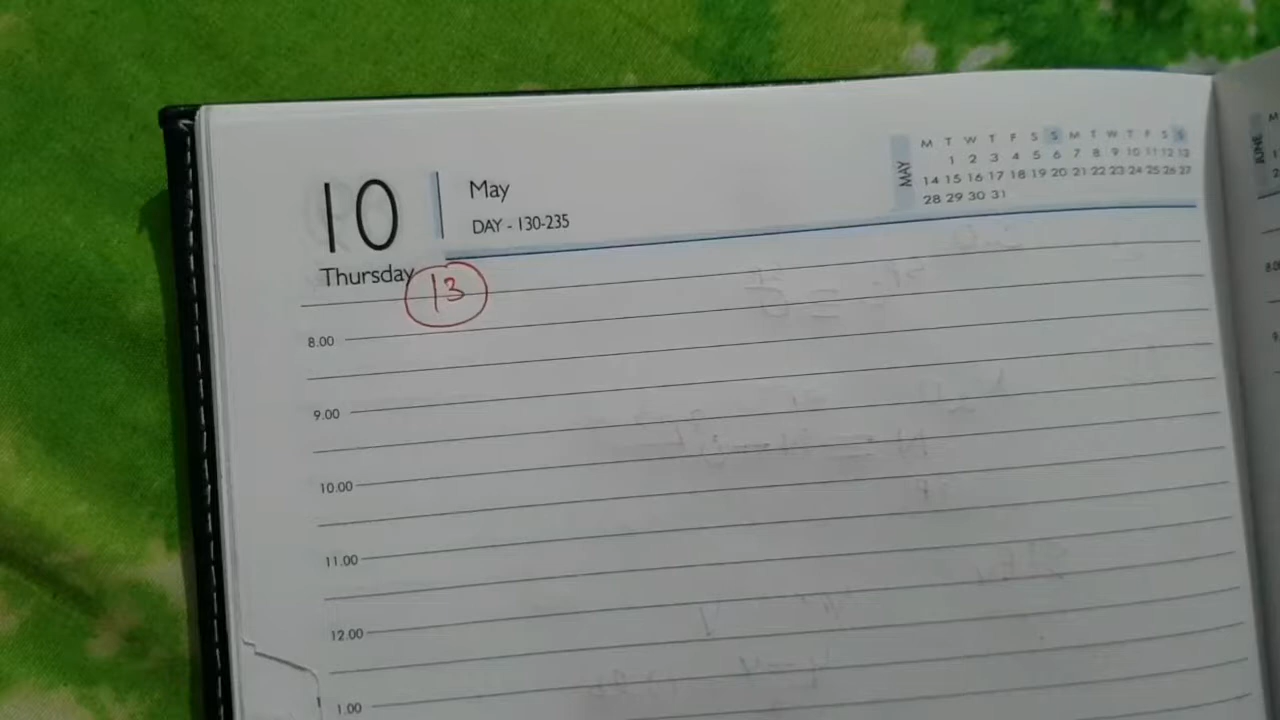 10
May
DAY - 130-235
Thursday
13
MAY
M T W T F S S M T W T F S S
1 2 3 4 5 6 7 8 9 10 11 12 13
14 15 16 17 18 19 20 21 22 23 24 25 26 27
28 29 30 31
8.00
9.00
10.00
11.00
12.00
1.00
JUNE
M